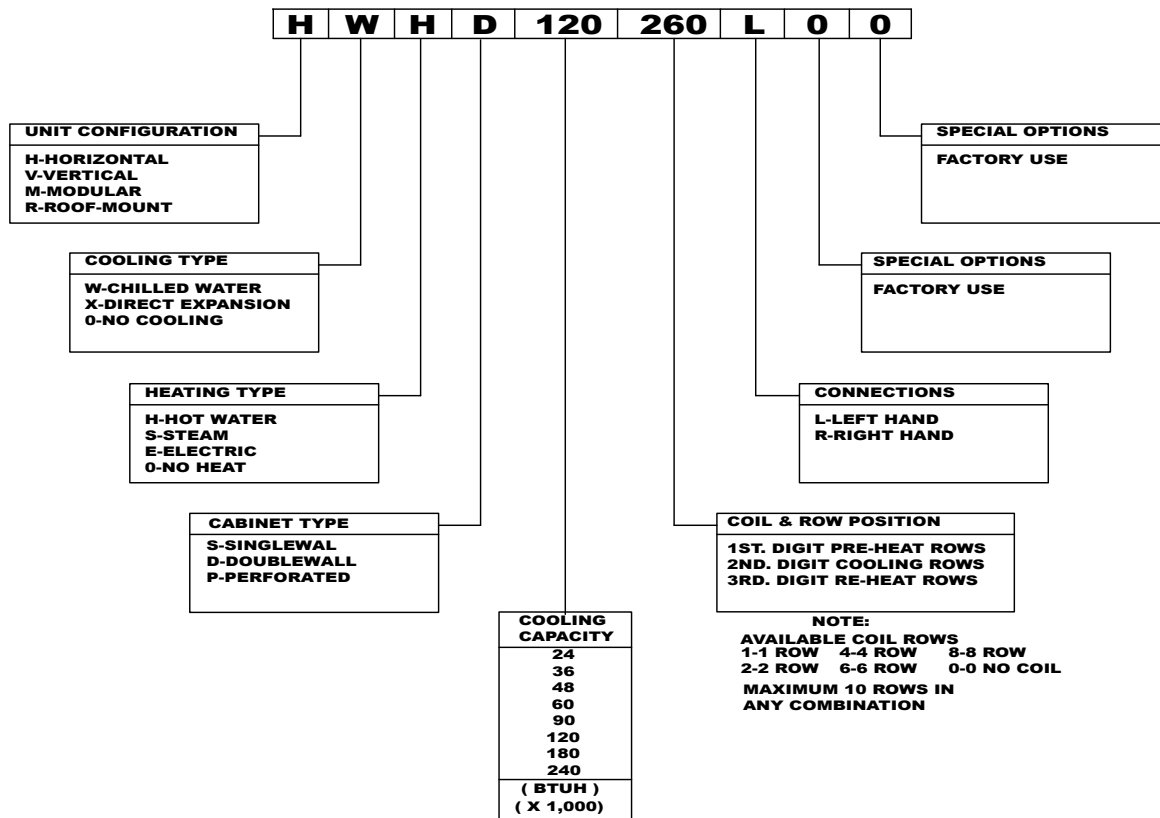 H W H D 120 260 L 0 0
UNIT CONFIGURATION
H-HORIZONTAL
V-VERTICAL
M-MODULAR
R-ROOF-MOUNT
SPECIAL OPTIONS
FACTORY USE
COOLING TYPE
W-CHILLED WATER
X-DIRECT EXPANSION
0-NO COOLING
SPECIAL OPTIONS
FACTORY USE
HEATING TYPE
H-HOT WATER
S-STEAM
E-ELECTRIC
0-NO HEAT
CONNECTIONS
L-LEFT HAND
R-RIGHT HAND
CABINET TYPE
S-SINGLEWAL
D-DOUBLEWALL
P-PERFORATED
COIL & ROW POSITION
1ST. DIGIT PRE-HEAT ROWS
2ND. DIGIT COOLING ROWS
3RD. DIGIT RE-HEAT ROWS
COOLING
CAPACITY
24
36
48
60
90
120
180
240
( BTUH )
( X 1,000)
NOTE:
AVAILABLE COIL ROWS
1-1 ROW 4-4 ROW 8-8 ROW
2-2 ROW 6-6 ROW 0-0 NO COIL
MAXIMUM 10 ROWS IN
ANY COMBINATION